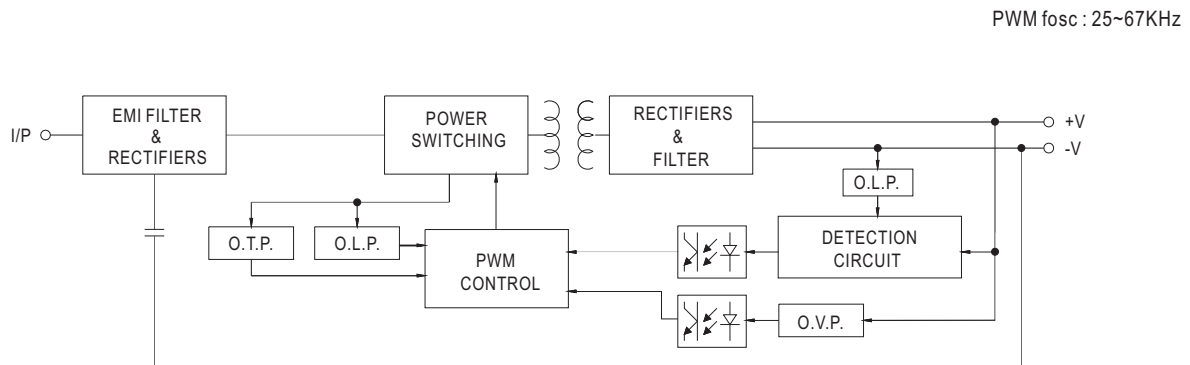 PWM fosc : 25~67KHz
I/P
EMI FILTER
&
RECTIFIERS
POWER
SWITCHING
RECTIFIERS
&
FILTER
+V
-V
O.L.P.
O.T.P.
O.L.P.
PWM
CONTROL
DETECTION
CIRCUIT
O.V.P.